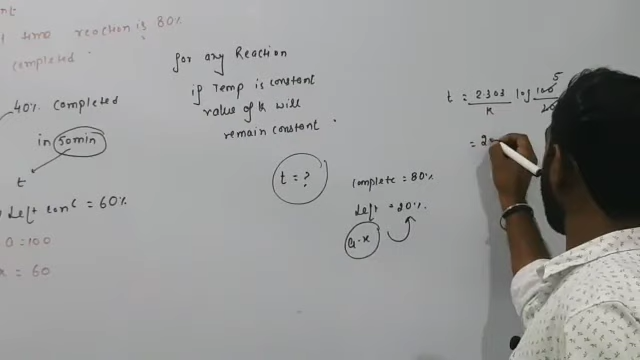 time reaction is 80%
completed
40% completed
in 50min
t
Left conc = 60%
= 100
= 60
for any Reaction
if Temp is constant
value of k will
remain constant.
t = ?
complete = 80%
Left = 20%.
a-x
t = 2.303 log 100 5
k 20
= 2